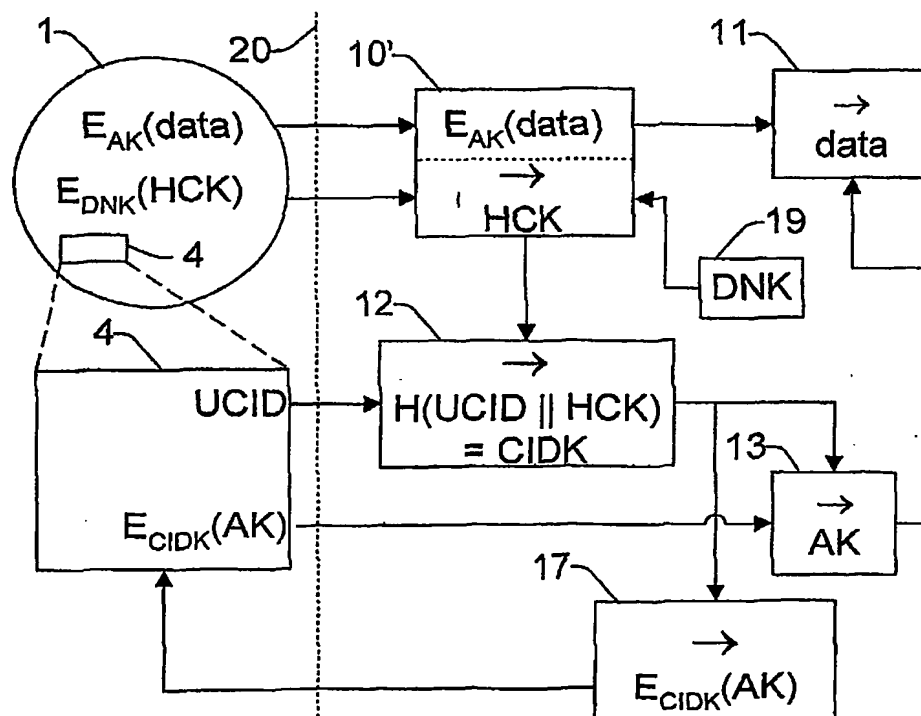 1
20
10'
11
E_AK(data)
E_DNK(HCK)
4
E_AK(data)
→
HCK
→
data
19
DNK
4
UCID
E_CIDK(AK)
12
→
H(UCID || HCK)
= CIDK
13
→
AK
17
→
E_CIDK(AK)